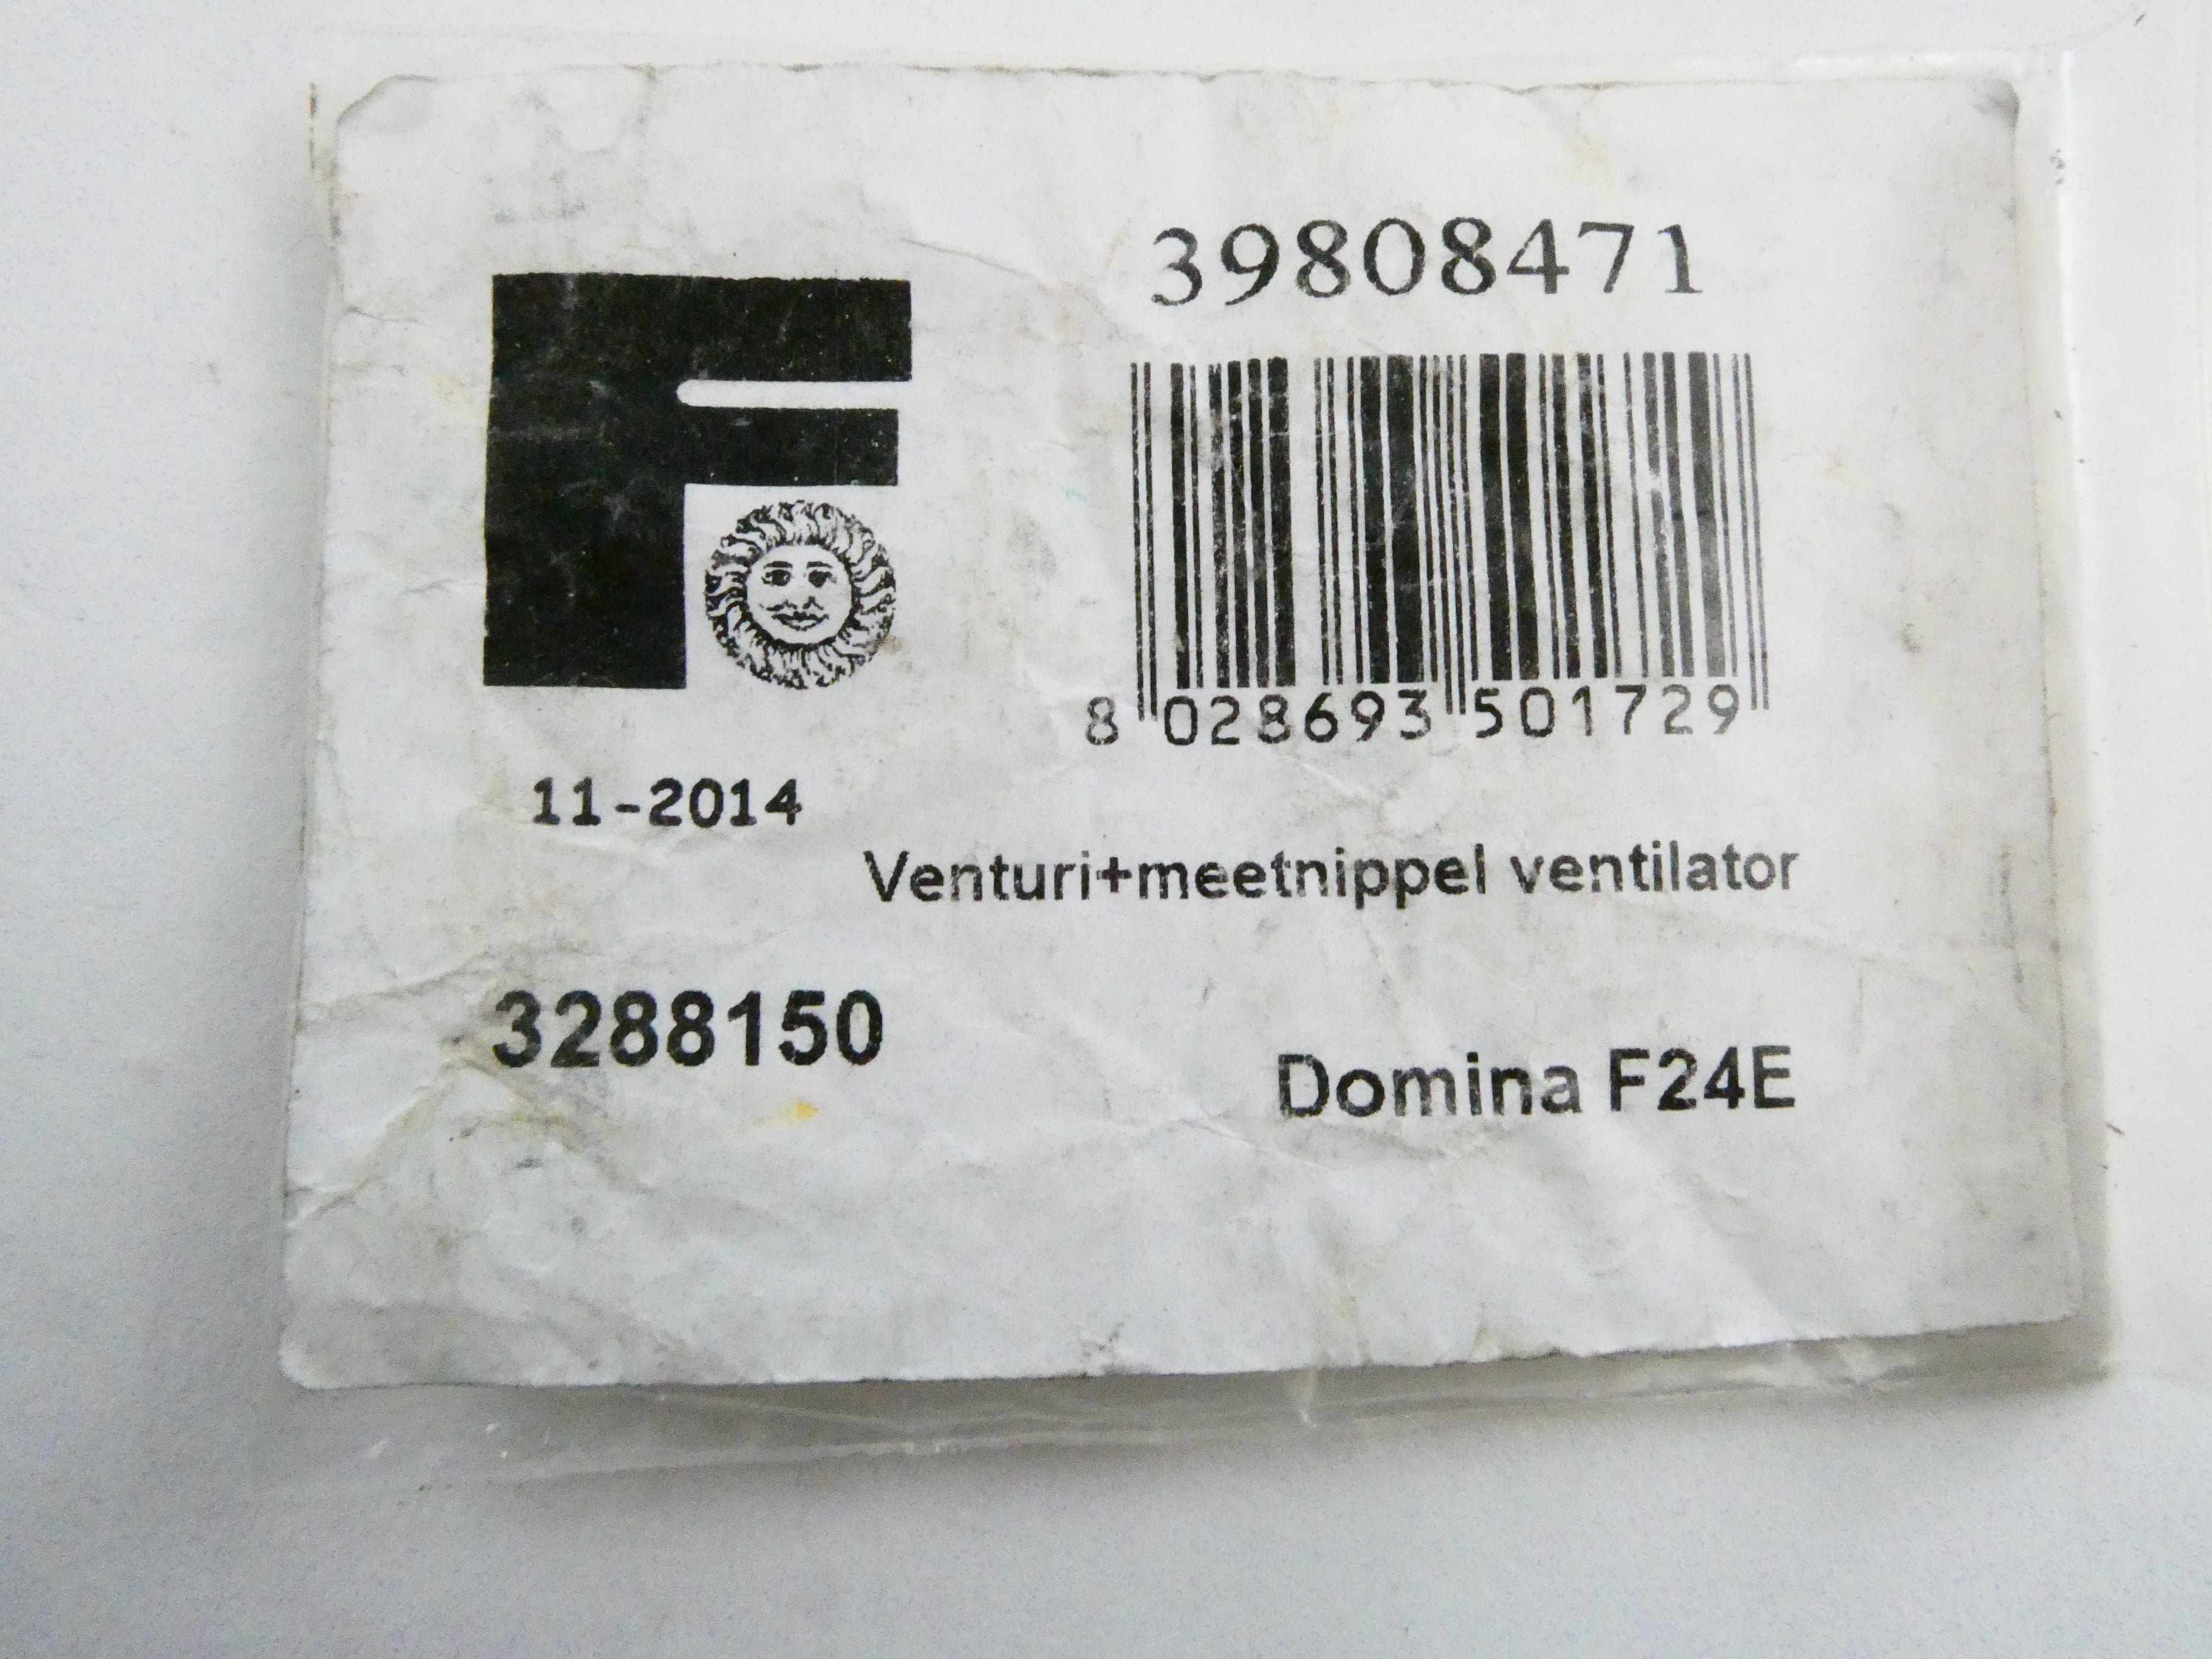 39808471
8 028693 501729
11-2014
Venturi+meetnippel ventilator
3288150
Domina F24E